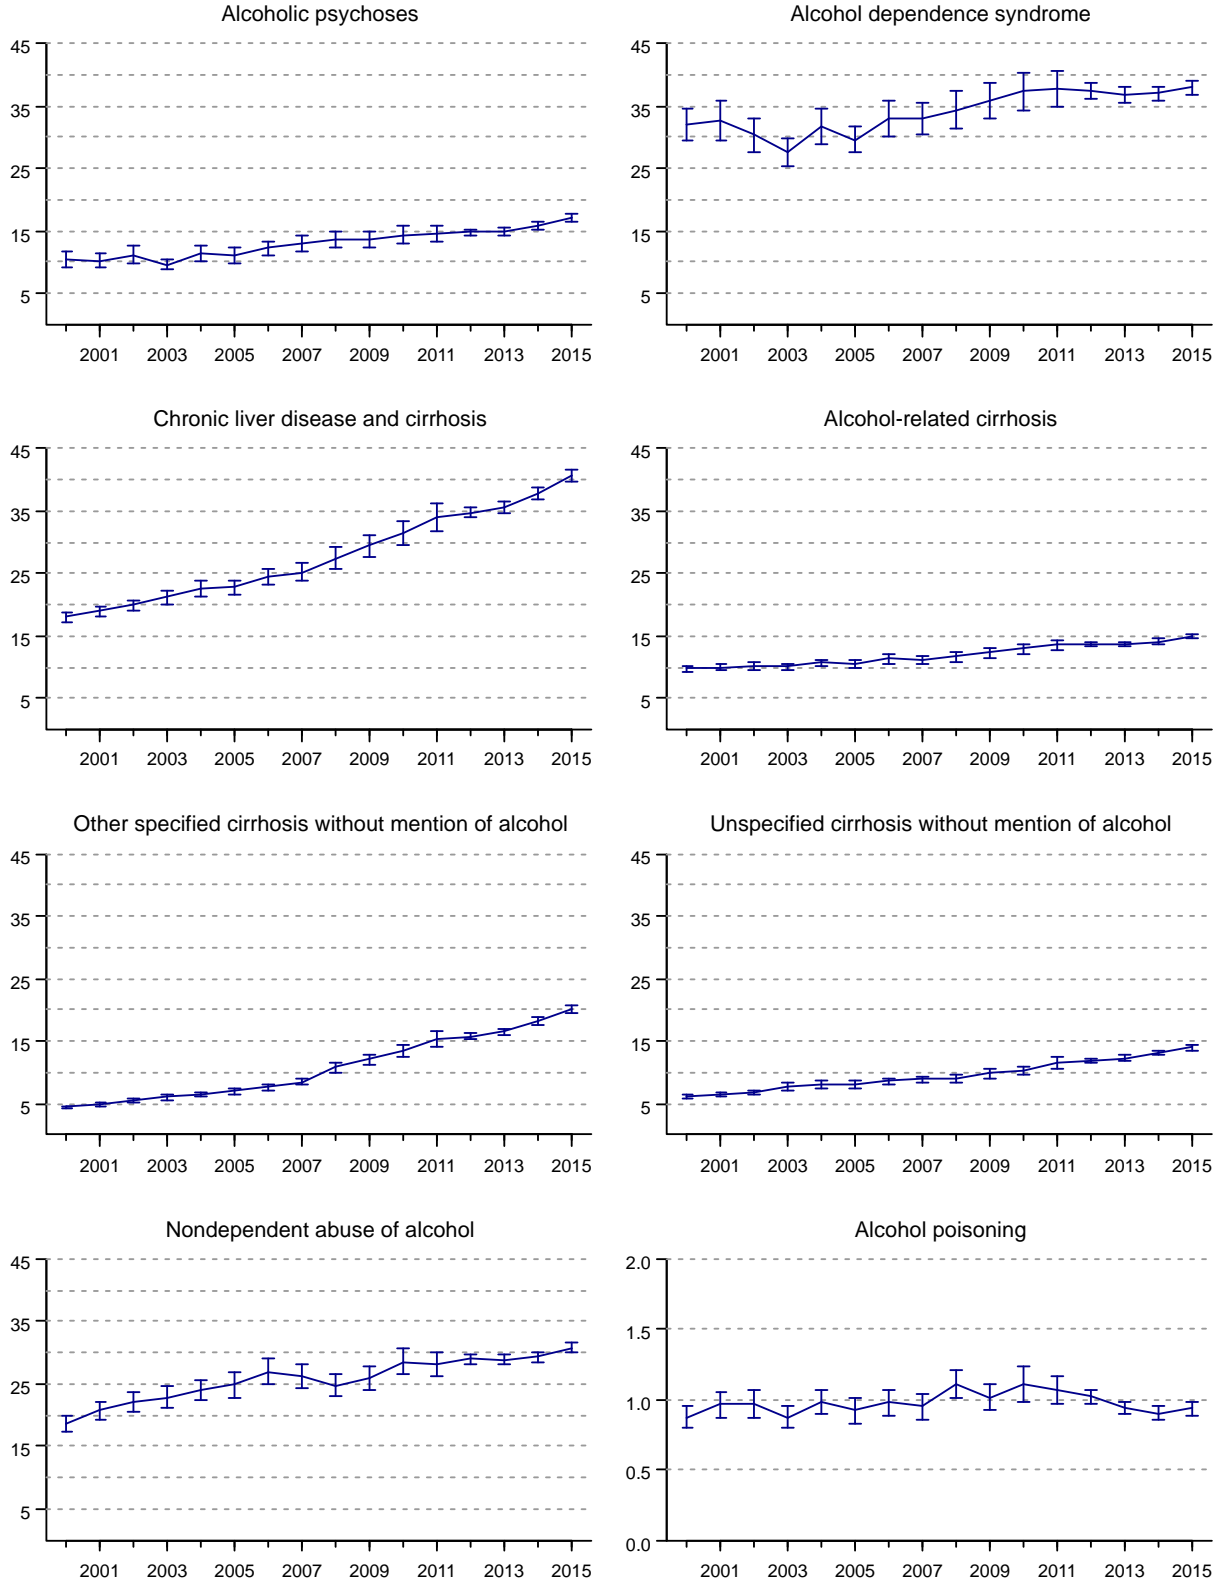 Alcoholic psychoses
45
35
25
15
5
2001 2003 2005 2007 2009 2011 2013 2015
Alcohol dependence syndrome
45
35
25
15
5
2001 2003 2005 2007 2009 2011 2013 2015
Chronic liver disease and cirrhosis
45
35
25
15
5
2001 2003 2005 2007 2009 2011 2013 2015
Alcohol-related cirrhosis
45
35
25
15
5
2001 2003 2005 2007 2009 2011 2013 2015
Other specified cirrhosis without mention of alcohol
45
35
25
15
5
2001 2003 2005 2007 2009 2011 2013 2015
Unspecified cirrhosis without mention of alcohol
45
35
25
15
5
2001 2003 2005 2007 2009 2011 2013 2015
Nondependent abuse of alcohol
45
35
25
15
5
2001 2003 2005 2007 2009 2011 2013 2015
Alcohol poisoning
2.0
1.5
1.0
0.5
0.0
2001 2003 2005 2007 2009 2011 2013 2015